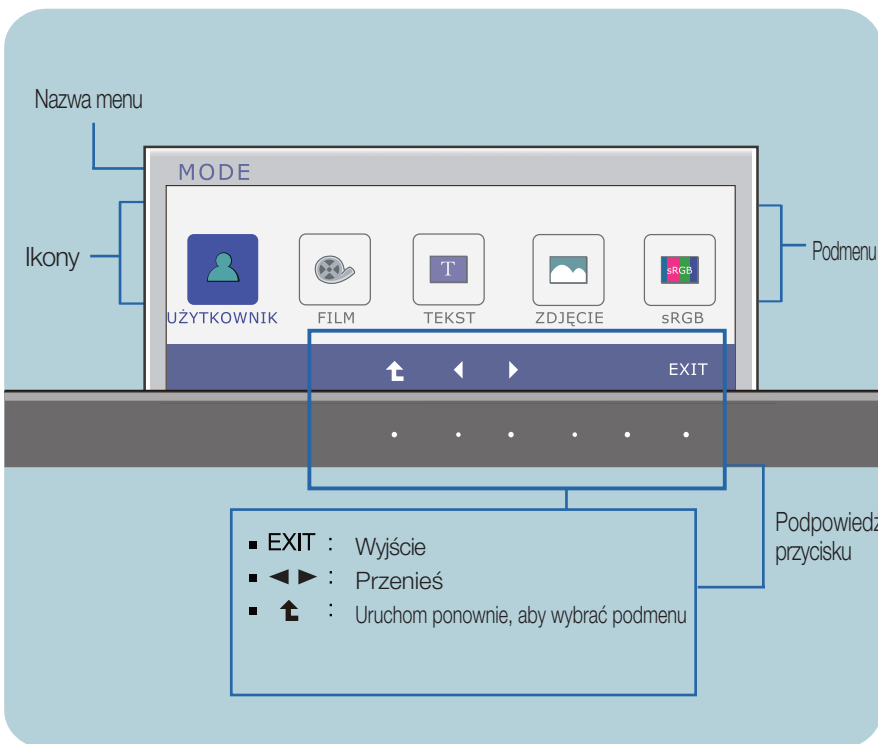 Nazwa menu
MODE
Ikony
Podmenu
T
sRGB
UŻYTKOWNIK FILM TEKST ZDJĘCIE sRGB
EXIT
Podpowiedz
przycisku
EXIT : Wyjście
◄ ► : Przenieś
: Uruchom ponownie, aby wybrać podmenu